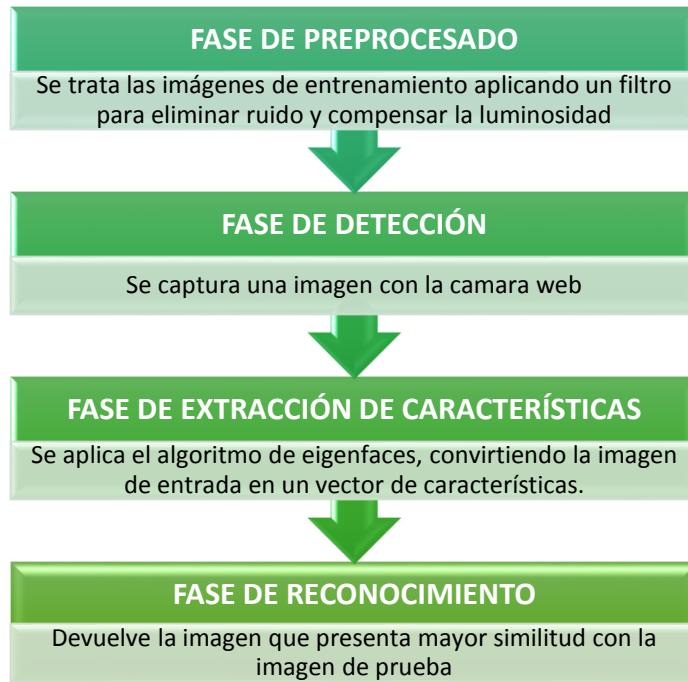 FASE DE PREPROCESADO
Se trata las imágenes de entrenamiento aplicando un filtro
para eliminar ruido y compensar la luminosidad
FASE DE DETECCIÓN
Se captura una imagen con la camara web
FASE DE EXTRACCIÓN DE CARACTERÍSTICAS
Se aplica el algoritmo de eigenfaces, convirtiendo la imagen
de entrada en un vector de características.
FASE DE RECONOCIMIENTO
Devuelve la imagen que presenta mayor similitud con la
imagen de prueba